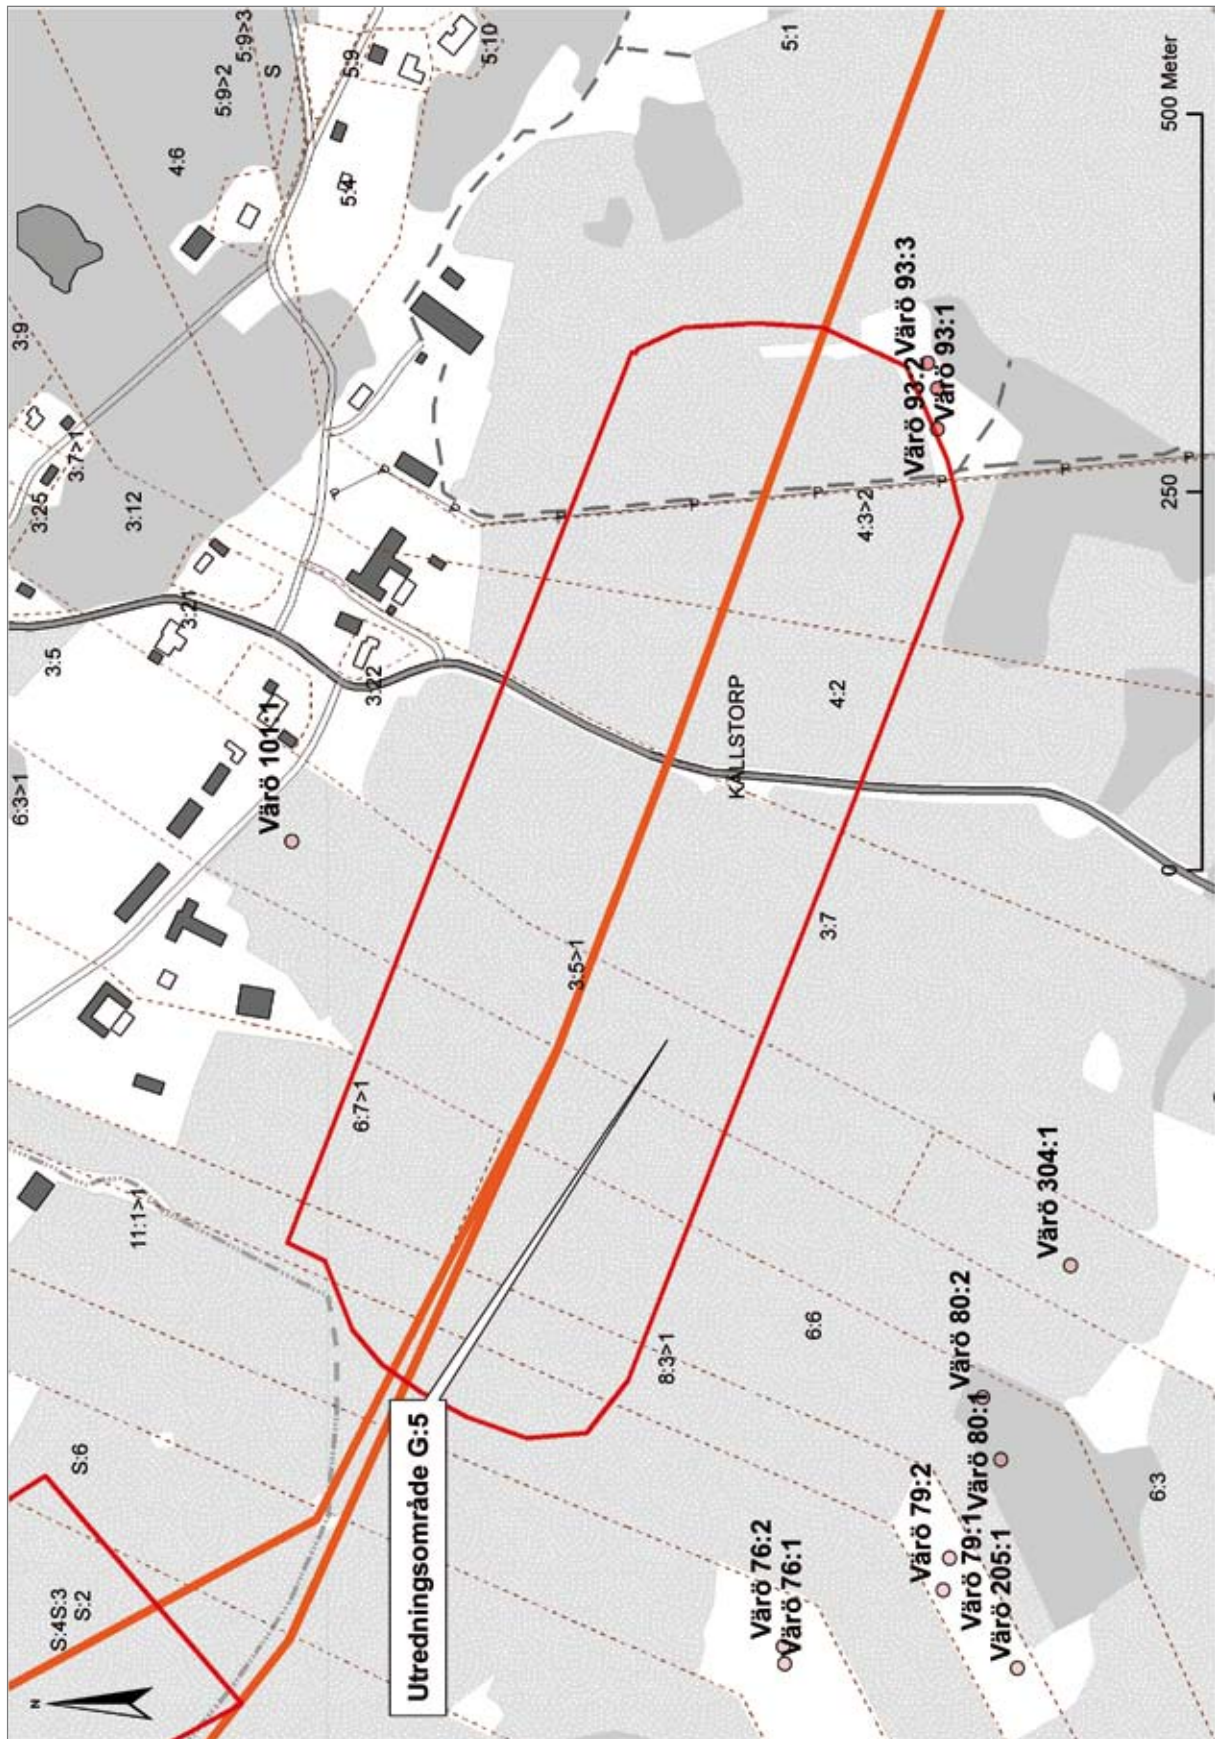 N
6:3>1
3:9
3:25
3:5
S:4S:3
3:7>1
S:6
S:2
3:12
11:1>1
4:6
3:21
5:9>2
5:9>3
Värö 101:1
S
5:4
5:9
6:7>1
3:22
Utredningsområde G:5
5:10
3:5>1
8:3>1
KÄLLSTORP
Värö 76:2
Värö 76:1
5:1
6:6
3:7
4:2
4:3>2
Värö 93:3
Värö 93:2
Värö 93:1
Värö 79:2
Värö 80:2
Värö 79:1
Värö 80:1
Värö 205:1
Värö 304:1
6:3
0 250 500 Meter